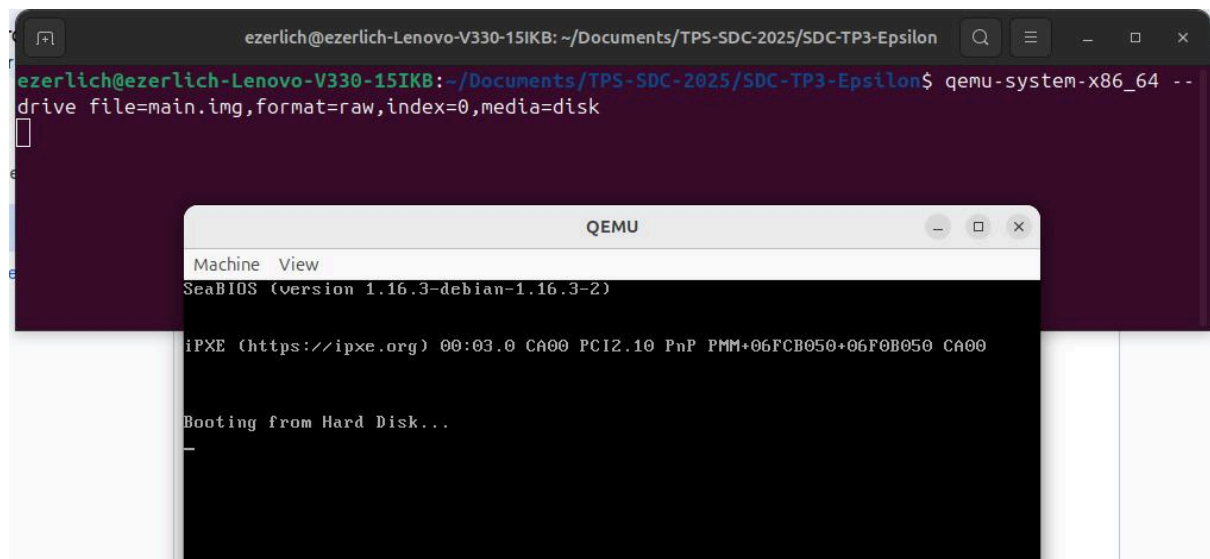 ezerlich@ezerlich-Lenovo-V330-15IKB: ~/Documents/TPS-SDC-2025/SDC-TP3-Epsilon
ezerlich@ezerlich-Lenovo-V330-15IKB:~/Documents/TPS-SDC-2025/SDC-TP3-Epsilon$ qemu-system-x86_64 --
drive file=main.img,format=raw,index=0,media=disk
QEMU
Machine View
SeaBIOS (version 1.16.3-debian-1.16.3-2)
iPXE (https://ipxe.org) 00:03.0 CA00 PCI2.10 PnP PMM+06FCB050+06F0B050 CA00
Booting from Hard Disk...